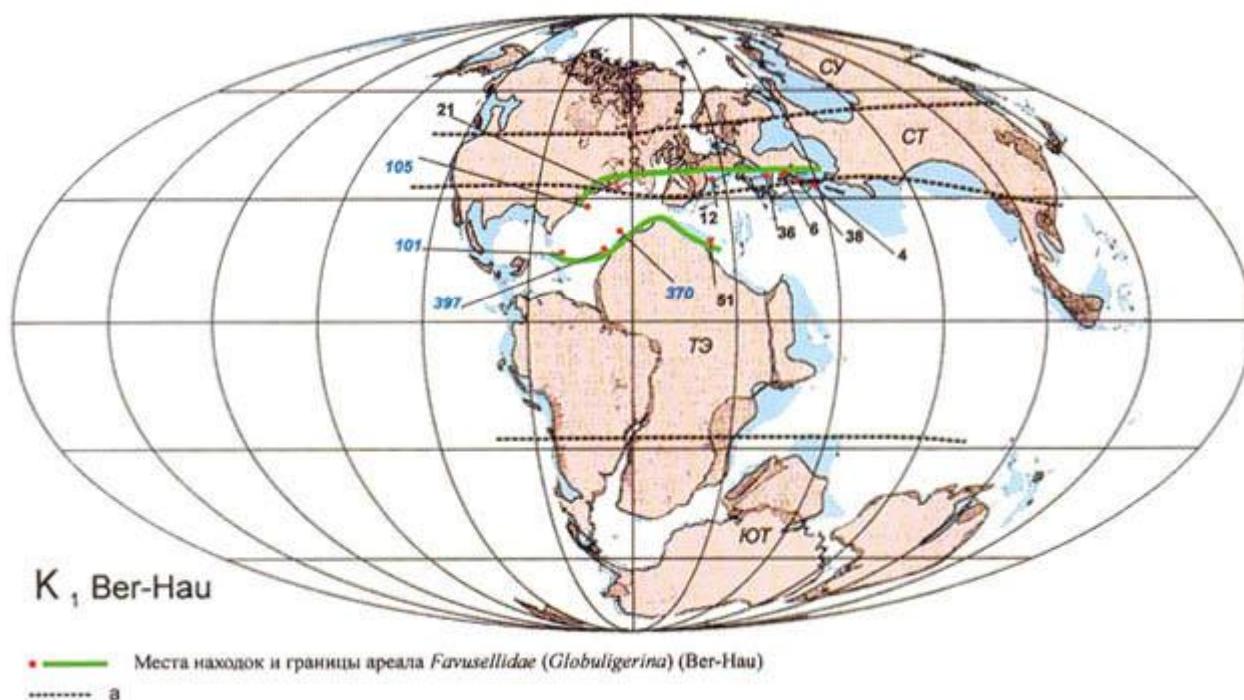 СУ
21
СТ
105
12
36
6
38
4
101
397
370
51
ТЭ
ЮТ
K 1 Ber-Hau
Места находок и границы ареала Favusellidae (Globuligerina) (Ber-Hau)
а